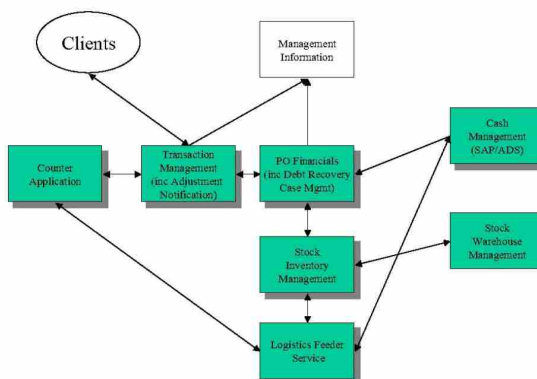 Clients
Management
Information
Cash
Management
(SAP/ADS)
Counter
Application
Transaction
Management
(inc Adjustment
Notification)
PO Financials
(inc Debt Recovery
Case Mgmt)
Stock
Inventory
Management
Stock
Warehouse
Management
Logistics Feeder
Service